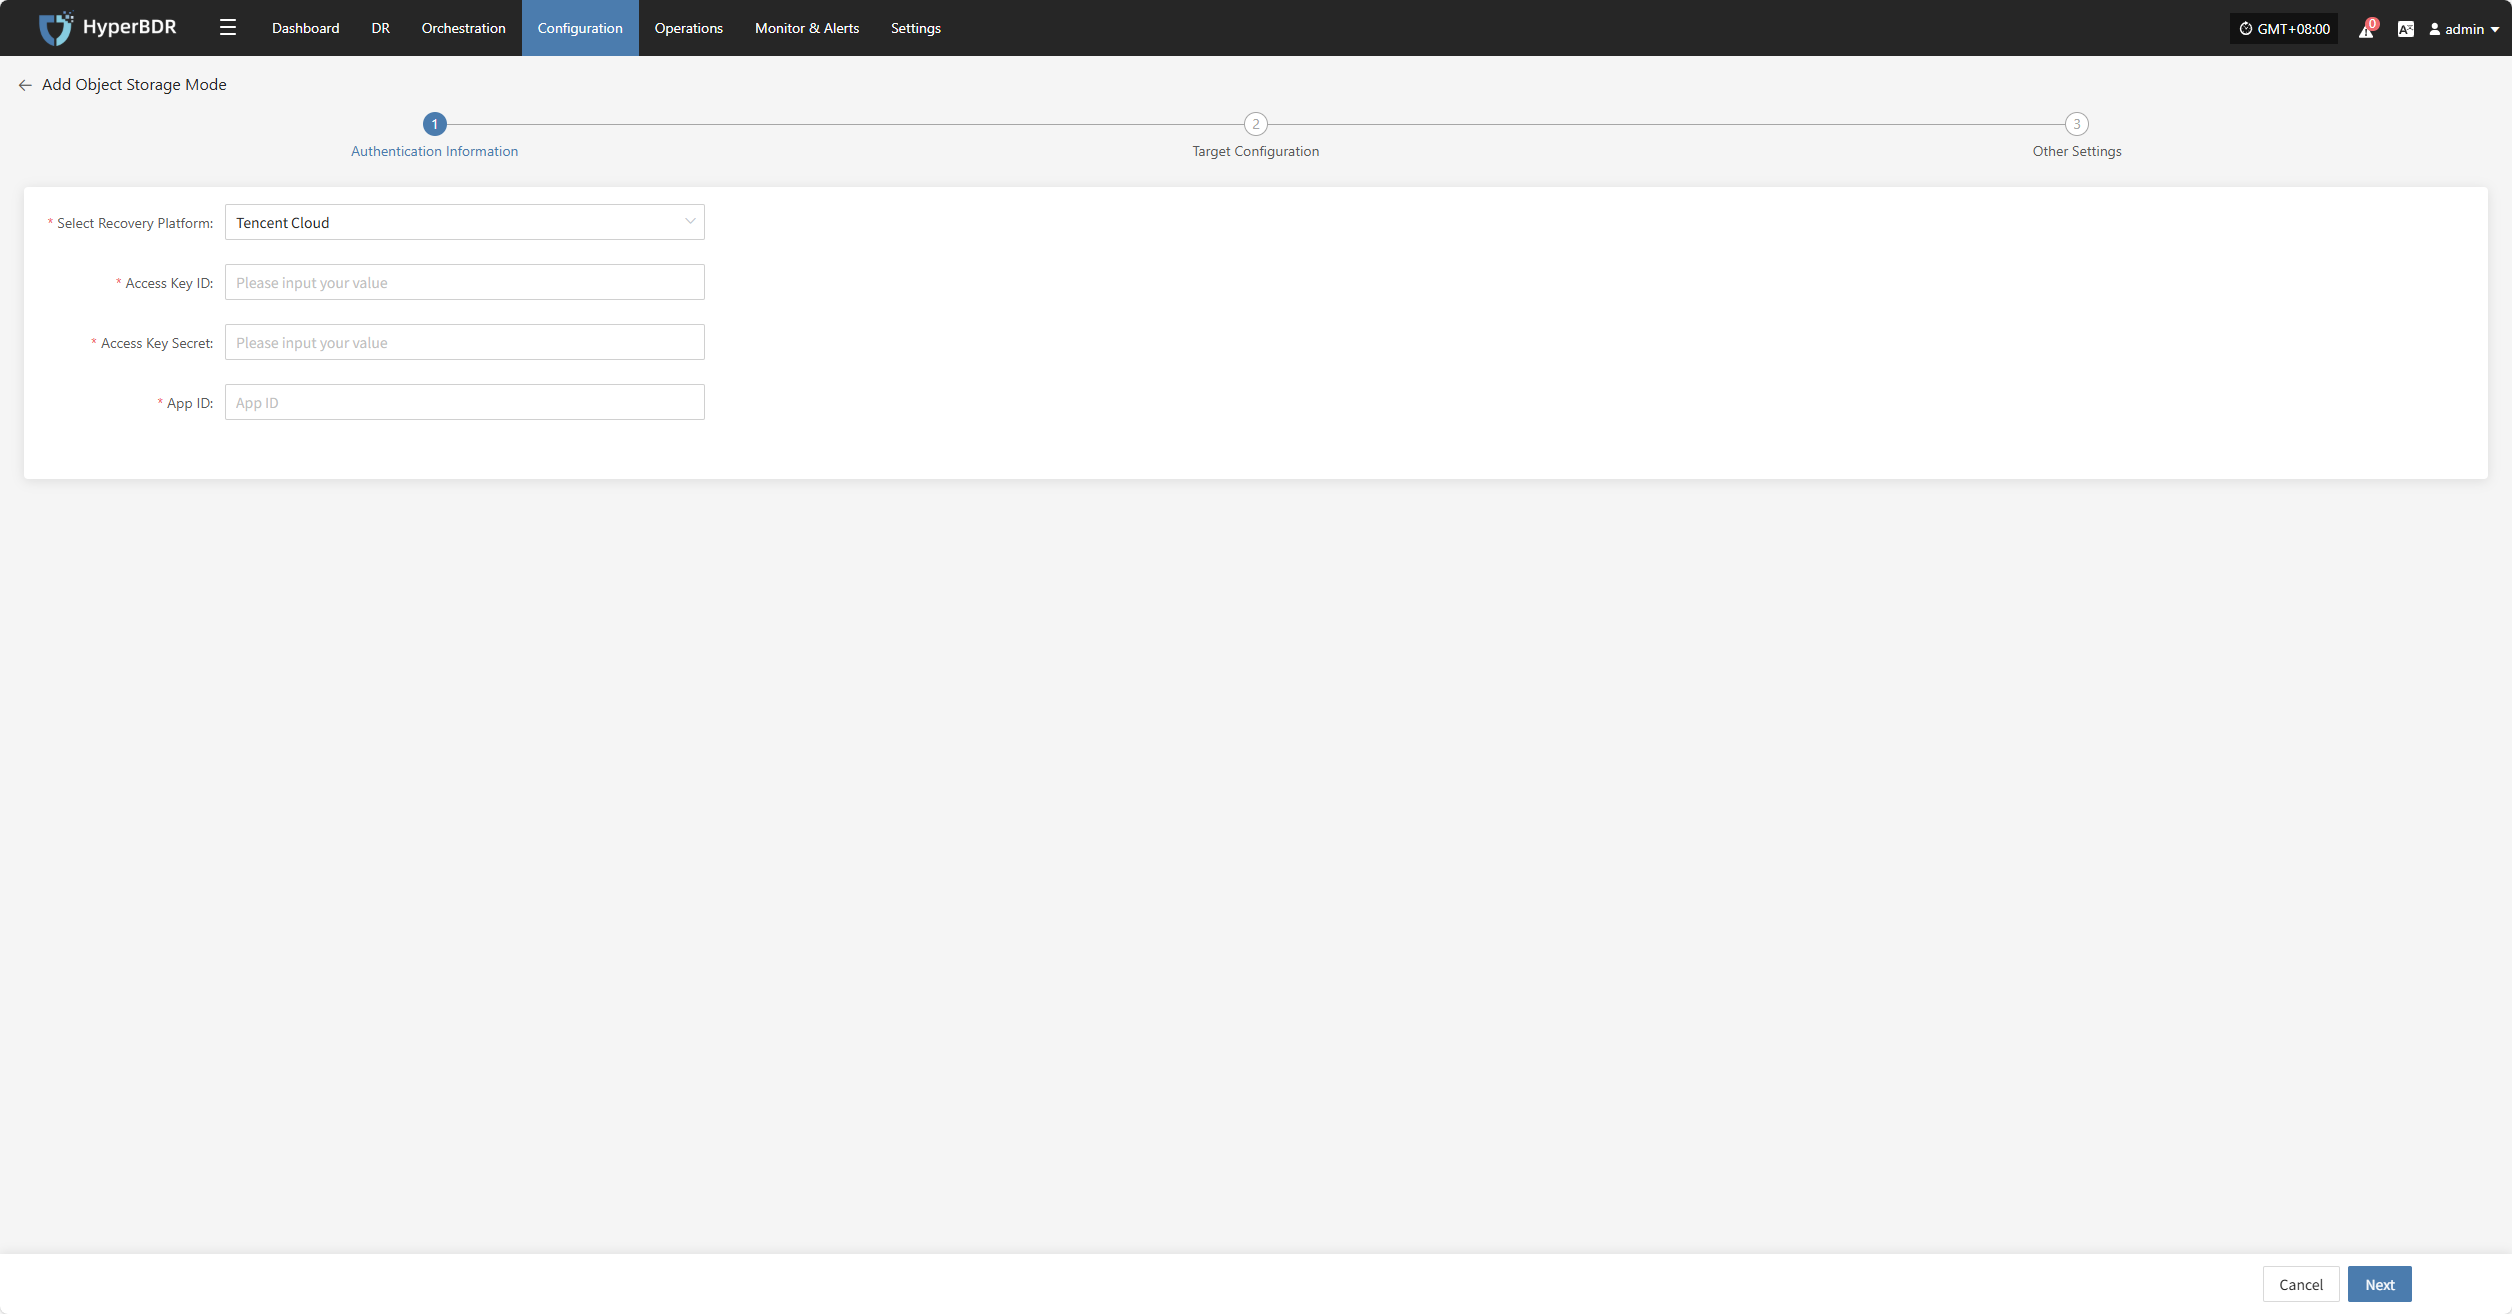 HyperBDR Dashboard DR Orchestration Configuration Operations Monitor & Alerts Settings GMT+08:00 0 A admin
Add Object Storage Mode
1 2 3
Authentication Information Target Configuration Other Settings
* Select Recovery Platform: Tencent Cloud
* Access Key ID: Please input your value
* Access Key Secret: Please input your value
* App ID: App ID
Cancel Next